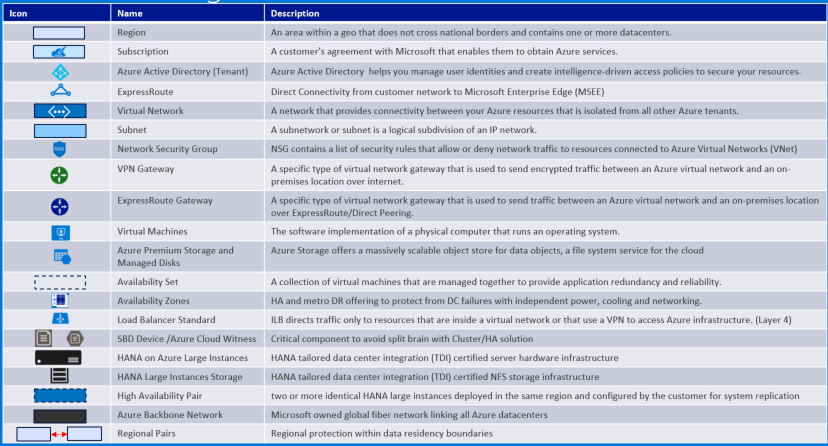 Icon Name Description
Region An area within a geo that does not cross national borders and contains one or more datacenters.
Subscription A customer's agreement with Microsoft that enables them to obtain Azure services.
Azure Active Directory (Tenant) Azure Active Directory helps you manage user identities and create intelligence-driven access policies to secure your resources.
ExpressRoute Direct Connectivity from customer network to Microsoft Enterprise Edge (MSEE)
Virtual Network A network that provides connectivity between your Azure resources that is isolated from all other Azure tenants.
Subnet A subnetwork or subnet is a logical subdivision of an IP network.
NSG Network Security Group NSG contains a list of security rules that allow or deny network traffic to resources connected to Azure Virtual Networks (VNet)
VPN Gateway A specific type of virtual network gateway that is used to send encrypted traffic between an Azure virtual network and an on-
premises location over internet.
ExpressRoute Gateway A specific type of virtual network gateway that is used to send traffic between an Azure virtual network and an on-premises location
over ExpressRoute/Direct Peering.
Virtual Machines The software implementation of a physical computer that runs an operating system.
Azure Premium Storage and Azure Storage offers a massively scalable object store for data objects, a file system service for the cloud
Managed Disks
Availability Set A collection of virtual machines that are managed together to provide application redundancy and reliability.
Availability Zones HA and metro DR offering to protect from DC failures with independent power, cooling and networking.
Load Balancer Standard ILB directs traffic only to resources that are inside a virtual network or that use a VPN to access Azure infrastructure. (Layer 4)
SBD Device /Azure Cloud Witness Critical component to avoid split brain with Cluster/HA solution
HANA on Azure Large Instances HANA tailored data center integration (TDI) certified server hardware infrastructure
HANA Large Instances Storage HANA tailored data center integration (TDI) certified NFS storage infrastructure
High Availability Pair two or more identical HANA large instances deployed in the same region and configured by the customer for system replication
Azure Backbone Network Microsoft owned global fiber network linking all Azure datacenters
Regional Pairs Regional protection within data residency boundaries